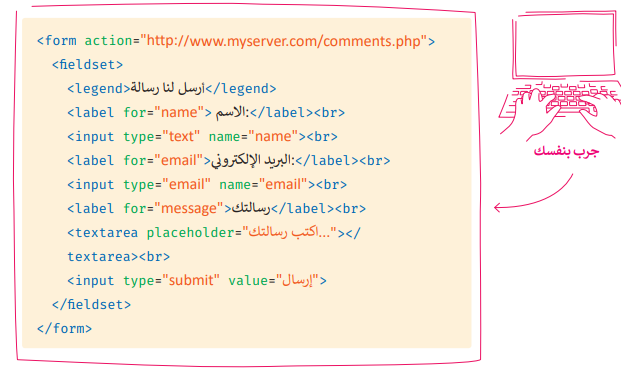 <form action="http://www.myserver.com/comments.php">
<fieldset>
<legend>ارسل لنا رسالة</legend>
<label for="name"> الاسم:</label><br>
<input type="text" name="name"><br>
<label for="email">البريد الإلكتروني:</label><br>
<input type="email" name="email"><br>
<label for="message">رسالتك</label><br>
<textarea placeholder="اكتب رسالتك..."></
textarea><br>
<input type="submit" value="إرسال">
</fieldset>
</form>
جرب بنفسك